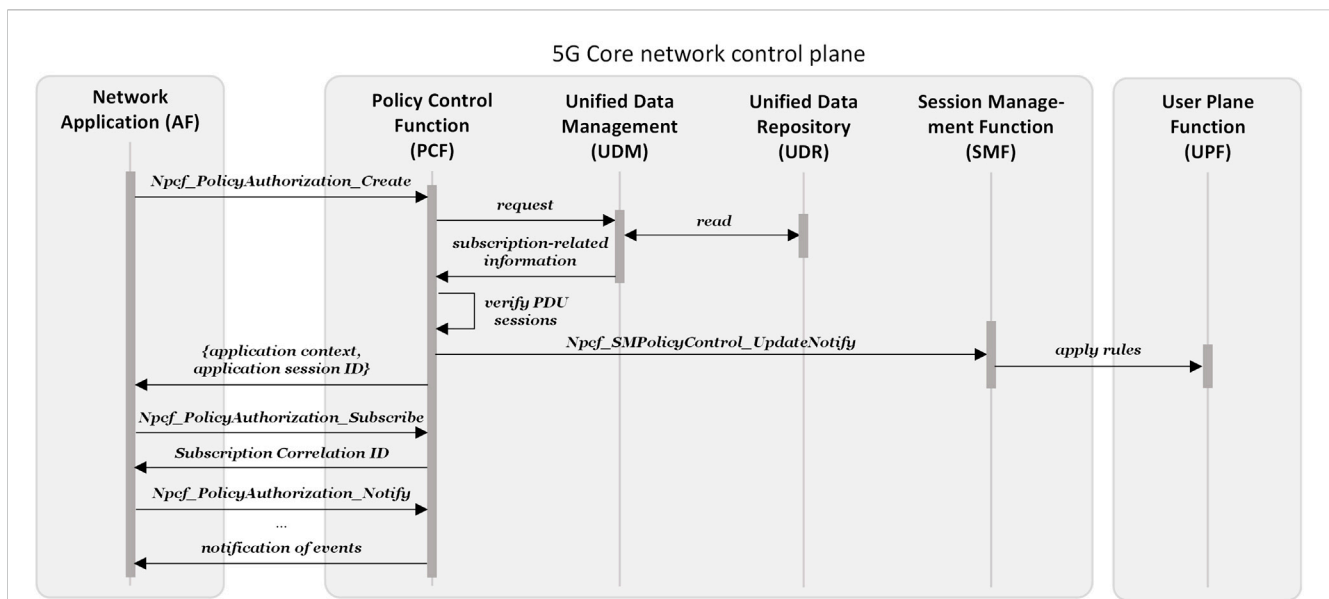 5G Core network control plane
Network
Application (AF)
Policy Control
Function
(PCF)
Unified Data
Management
(UDM)
Unified Data
Repository
(UDR)
Session Manage-
ment Function
(SMF)
User Plane
Function
(UPF)
Npcf_PolicyAuthorization_Create
request
read
subscription-related
information
verify PDU
sessions
Npcf_SMPolicyControl_UpdateNotify
apply rules
{application context,
application session ID}
Npcf_PolicyAuthorization_Subscribe
Subscription Correlation ID
Npcf_PolicyAuthorization_Notify
...
notification of events